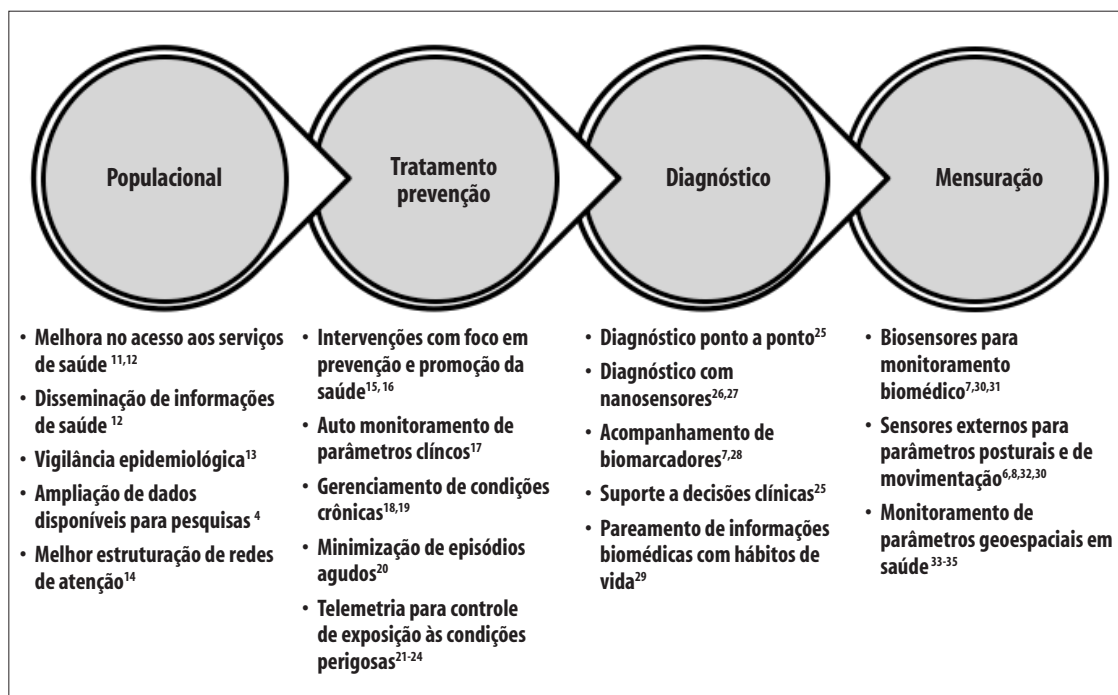 Populacional
Tratamento
prevenção
Diagnóstico
Mensuração
• Melhora no acesso aos serviços
de saúde 11,12
• Disseminação de informações
de saúde 12
• Vigilância epidemiológica13
• Ampliação de dados
disponíveis para pesquisas 4
• Melhor estruturação de redes
de atenção14
• Intervenções com foco em
prevenção e promoção da
saúde15, 16
• Auto monitoramento de
parâmetros clíncos17
• Gerenciamento de condições
crônicas18,19
• Minimização de episódios
agudos20
• Telemetria para controle
de exposição às condições
perigosas21-24
• Diagnóstico ponto a ponto25
• Diagnóstico com
nanosensores26,27
• Acompanhamento de
biomarcadores7,28
• Suporte a decisões clínicas25
• Pareamento de informações
biomédicas com hábitos de
vida29
• Biosensores para
monitoramento
biomédico7,30,31
• Sensores externos para
parâmetros posturais e de
movimentação6,8,32,30
• Monitoramento de
parâmetros geoespaciais em
saúde 33-35